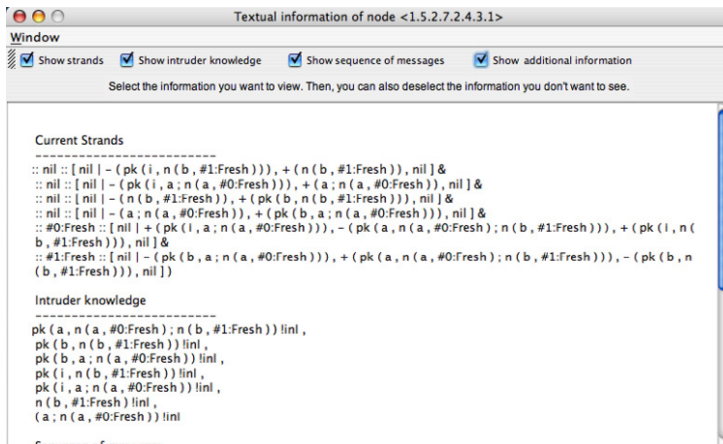 Textual information of node <1.5.2.7.2.4.3.1>
Window
Show strands Show intruder knowledge Show sequence of messages Show additional information
Select the information you want to view. Then, you can also deselect the information you don't want to see.
Current Strands
--------------------------
:: nil :: [ nil | - ( pk ( i , n ( b , #1:Fresh ) ) ) , + ( n ( b , #1:Fresh ) ) , nil ] &
:: nil :: [ nil | - ( pk ( i , a ; n ( a , #0:Fresh ) ) ) , + ( a ; n ( a , #0:Fresh ) ) , nil ] &
:: nil :: [ nil | - ( n ( b , #1:Fresh ) ) , + ( pk ( b , n ( b , #1:Fresh ) ) ) , nil ] &
:: nil :: [ nil | - ( a ; n ( a , #0:Fresh ) ) , + ( pk ( b , a ; n ( a , #0:Fresh ) ) ) , nil ] &
:: #0:Fresh :: [ nil | + ( pk ( i , a ; n ( a , #0:Fresh ) ) ) , - ( pk ( a , n ( a , #0:Fresh ) ; n ( b , #1:Fresh ) ) ) , + ( pk ( i , n (
b , #1:Fresh ) ) ) , nil ] &
:: #1:Fresh :: [ nil | - ( pk ( b , a ; n ( a , #0:Fresh ) ) ) , + ( pk ( a , n ( a , #0:Fresh ) ; n ( b , #1:Fresh ) ) ) , - ( pk ( b , n
( b , #1:Fresh ) ) ) , nil ] )
Intruder knowledge
--------------------------
pk ( a , n ( a , #0:Fresh ) ; n ( b , #1:Fresh ) ) !inI ,
pk ( b , n ( b , #1:Fresh ) ) !inI ,
pk ( b , a ; n ( a , #0:Fresh ) ) !inI ,
pk ( i , n ( b , #1:Fresh ) ) !inI ,
pk ( i , a ; n ( a , #0:Fresh ) ) !inI ,
n ( b , #1:Fresh ) !inI ,
( a ; n ( a , #0:Fresh ) ) !inI